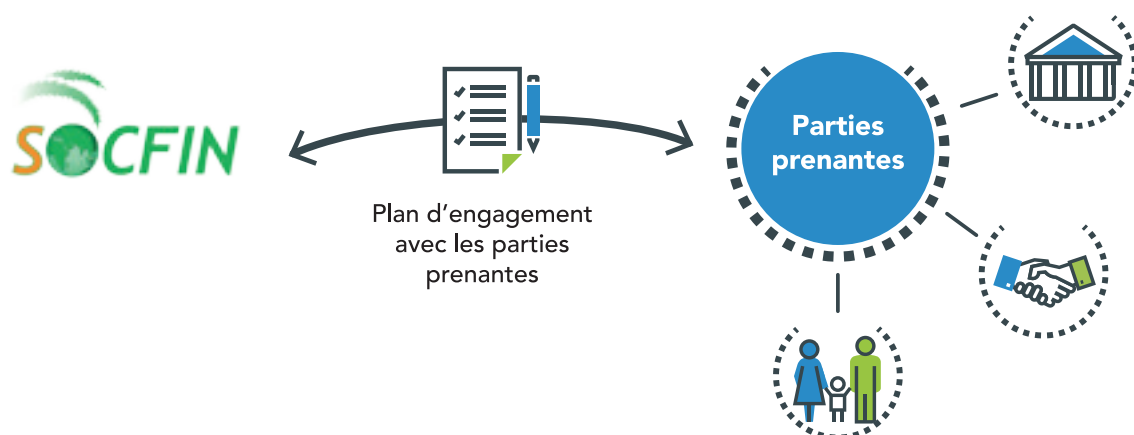 SOCFIN
Plan d’engagement
avec les parties
prenantes
Parties
prenantes